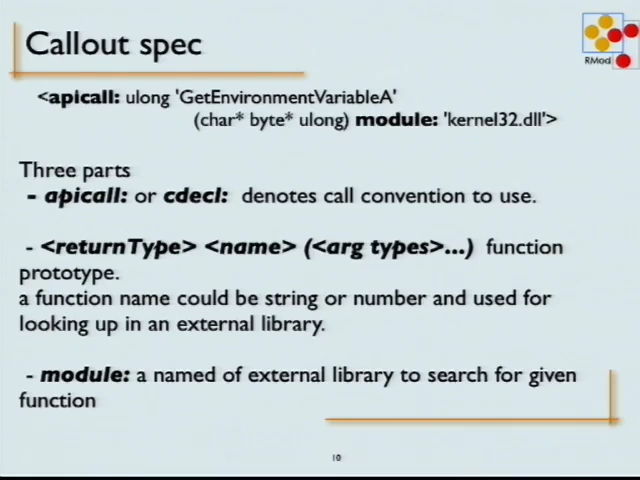 Callout spec
RMod
<apicall: ulong 'GetEnvironmentVariableA'
(char* byte* ulong) module: 'kernel32.dll'>
Three parts
- apicall: or cdecl: denotes call convention to use.
- <returnType> <name> (<arg types>...) function
prototype.
a function name could be string or number and used for
looking up in an external library.
- module: a named of external library to search for given
function
10